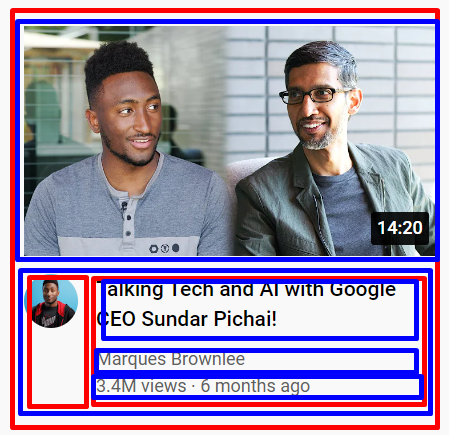 14:20
Talking Tech and AI with Google
CEO Sundar Pichai!
Marques Brownlee
3.4M views · 6 months ago